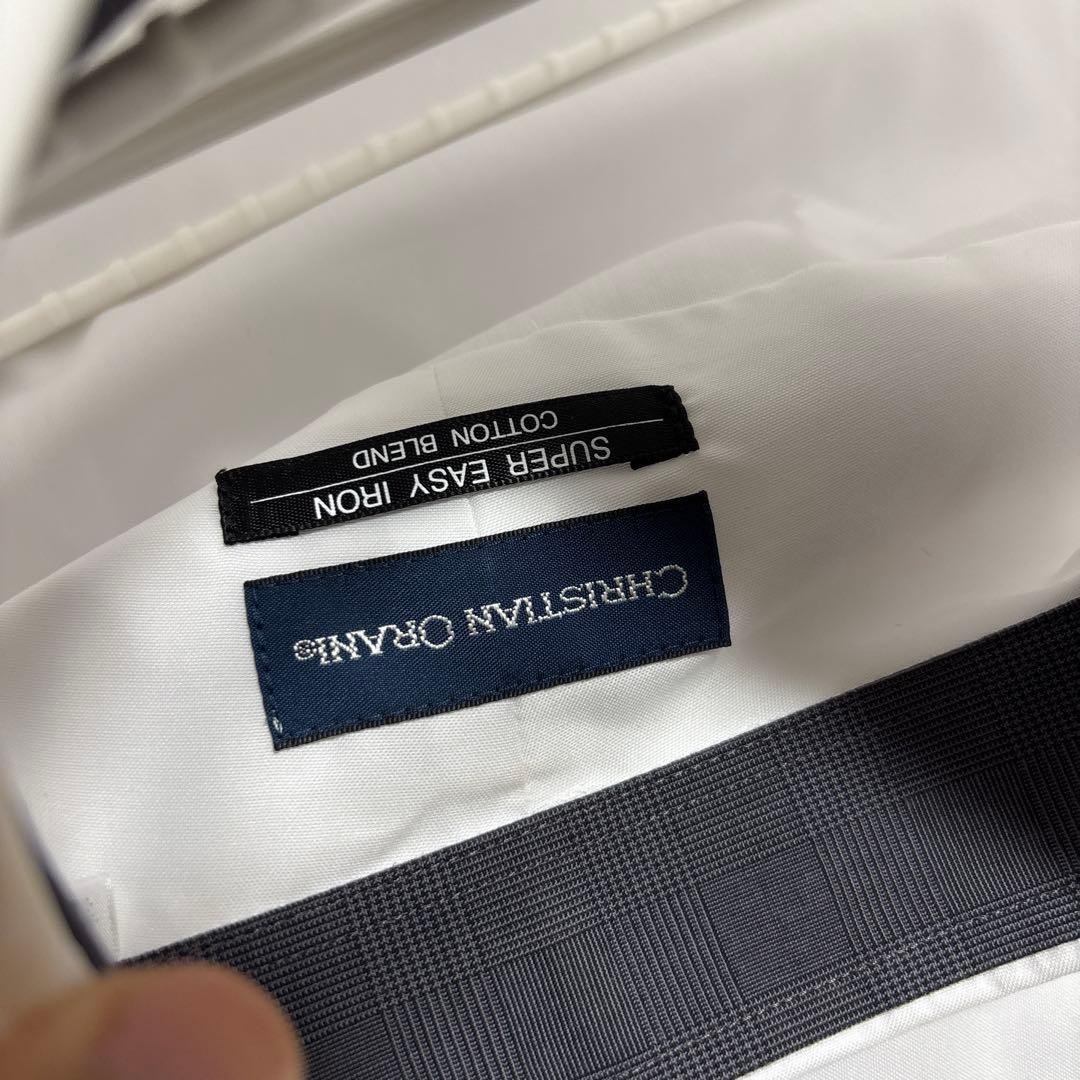 CHRISTIAN ORANI®
SUPER EASY IRON
COTTON BLEND